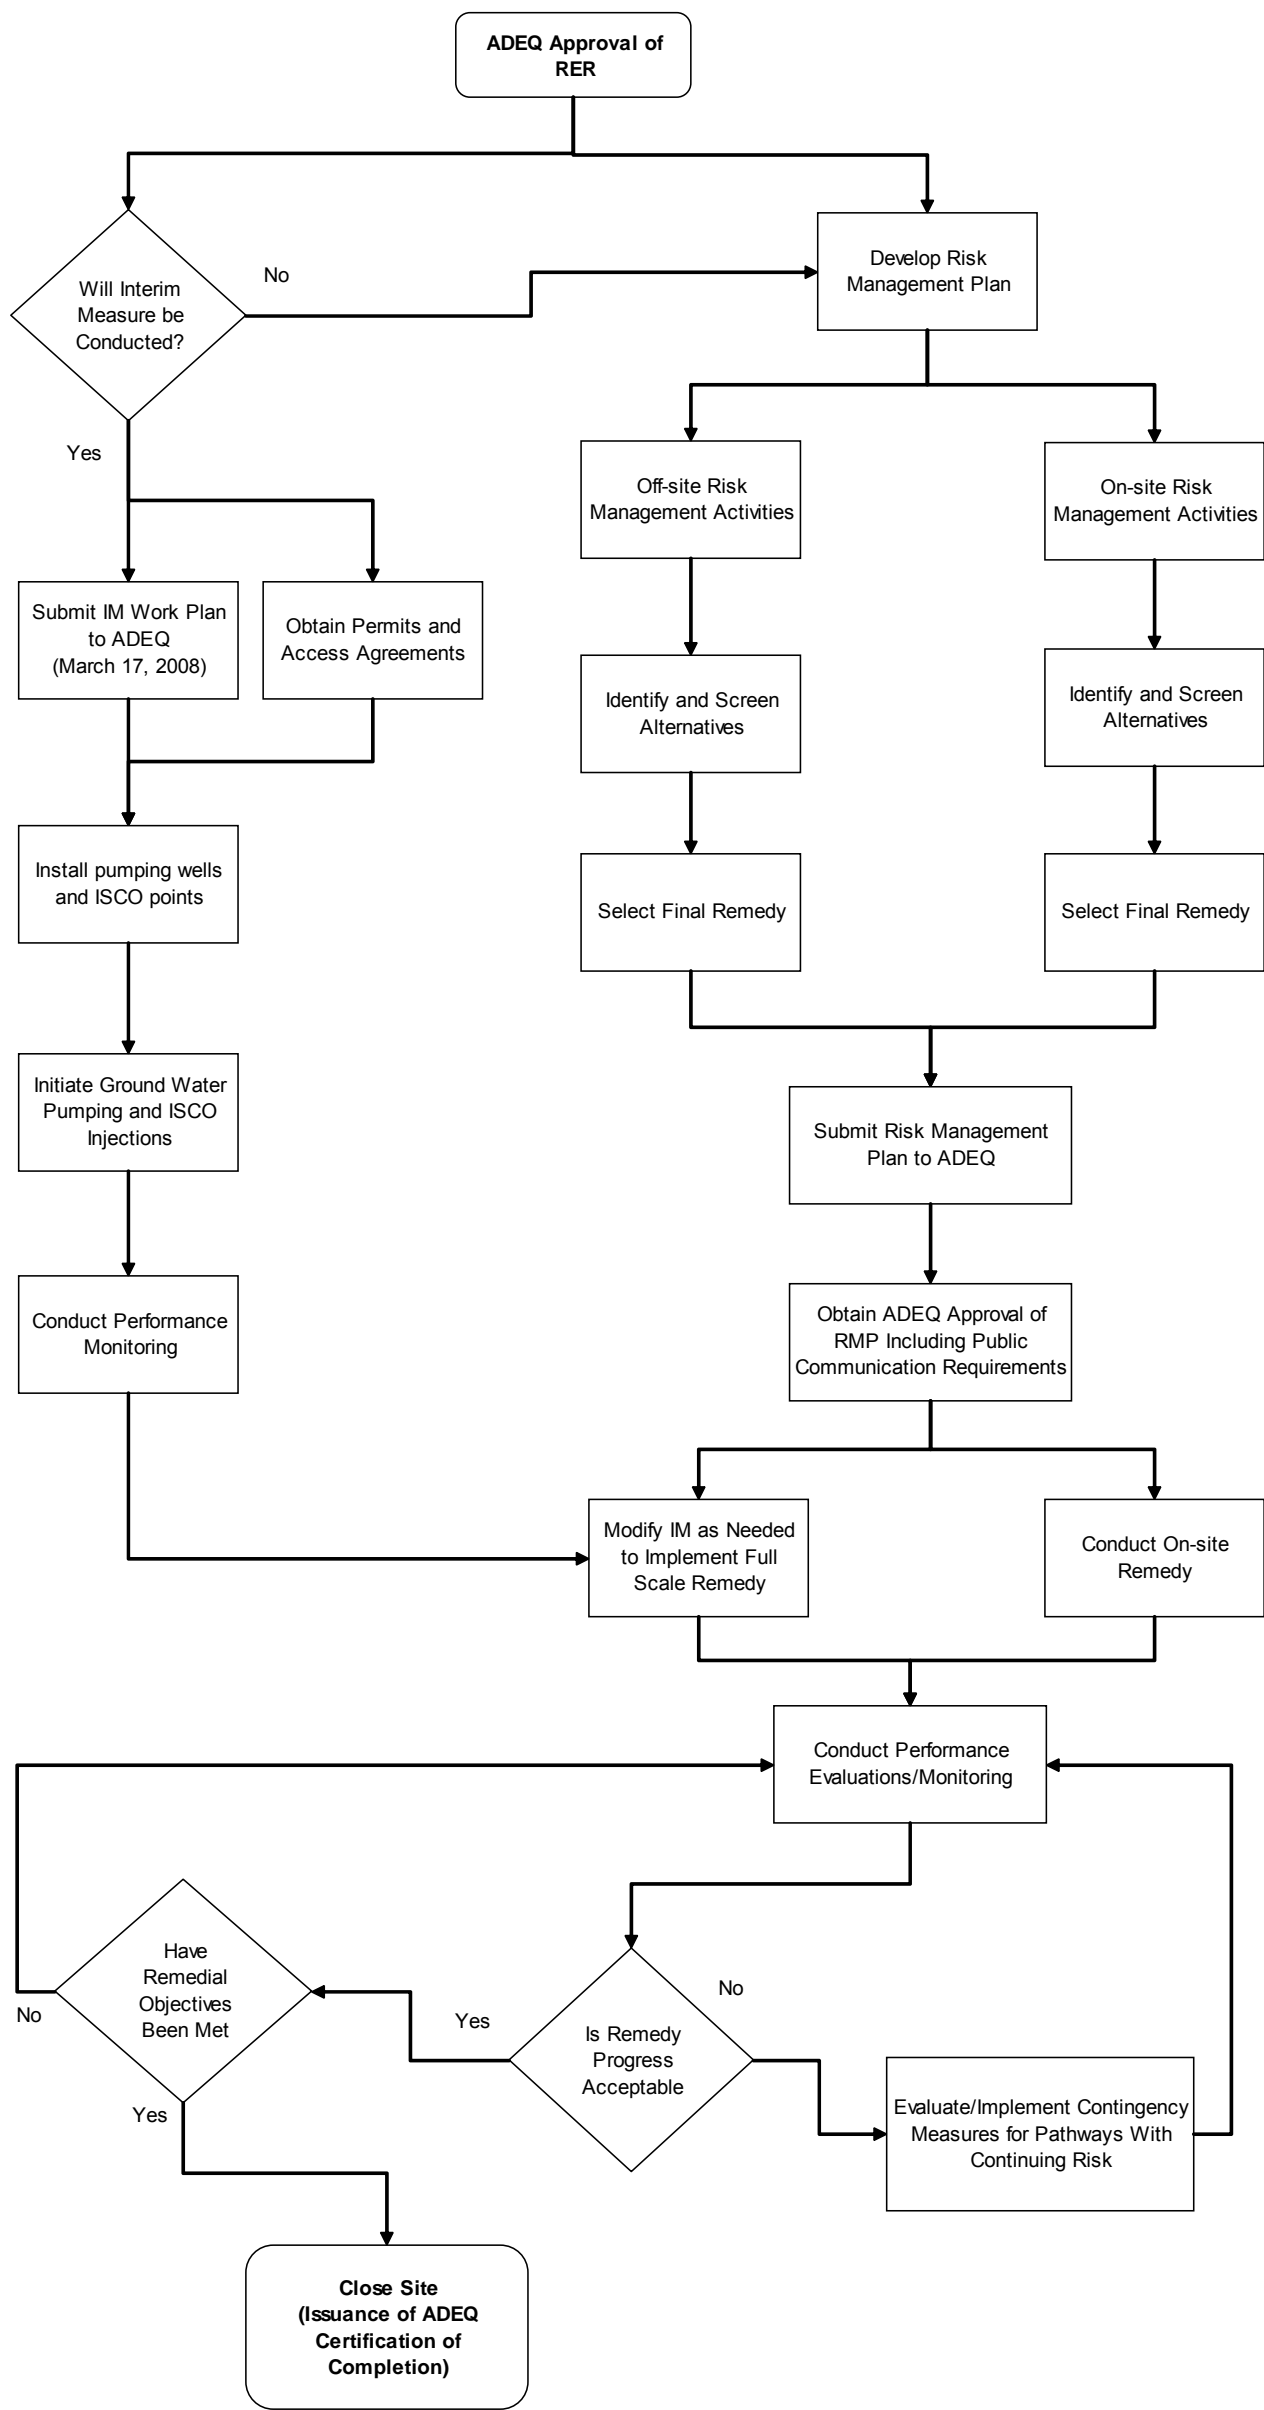 ADEQ Approval of
RER
Will Interim
Measure be
Conducted?
No
Develop Risk
Management Plan
Yes
Off-site Risk
Management Activities
On-site Risk
Management Activities
Submit IM Work Plan
to ADEQ
(March 17, 2008)
Obtain Permits and
Access Agreements
Identify and Screen
Alternatives
Identify and Screen
Alternatives
Install pumping wells
and ISCO points
Select Final Remedy
Select Final Remedy
Initiate Ground Water
Pumping and ISCO
Injections
Submit Risk Management
Plan to ADEQ
Conduct Performance
Monitoring
Obtain ADEQ Approval of
RMP Including Public
Communication Requirements
Modify IM as Needed
to Implement Full
Scale Remedy
Conduct On-site
Remedy
Conduct Performance
Evaluations/Monitoring
Have
Remedial
Objectives
Been Met
No
Yes
Is Remedy
Progress
Acceptable
No
Yes
Evaluate/Implement Contingency
Measures for Pathways With
Continuing Risk
Close Site
(Issuance of ADEQ
Certification of
Completion)